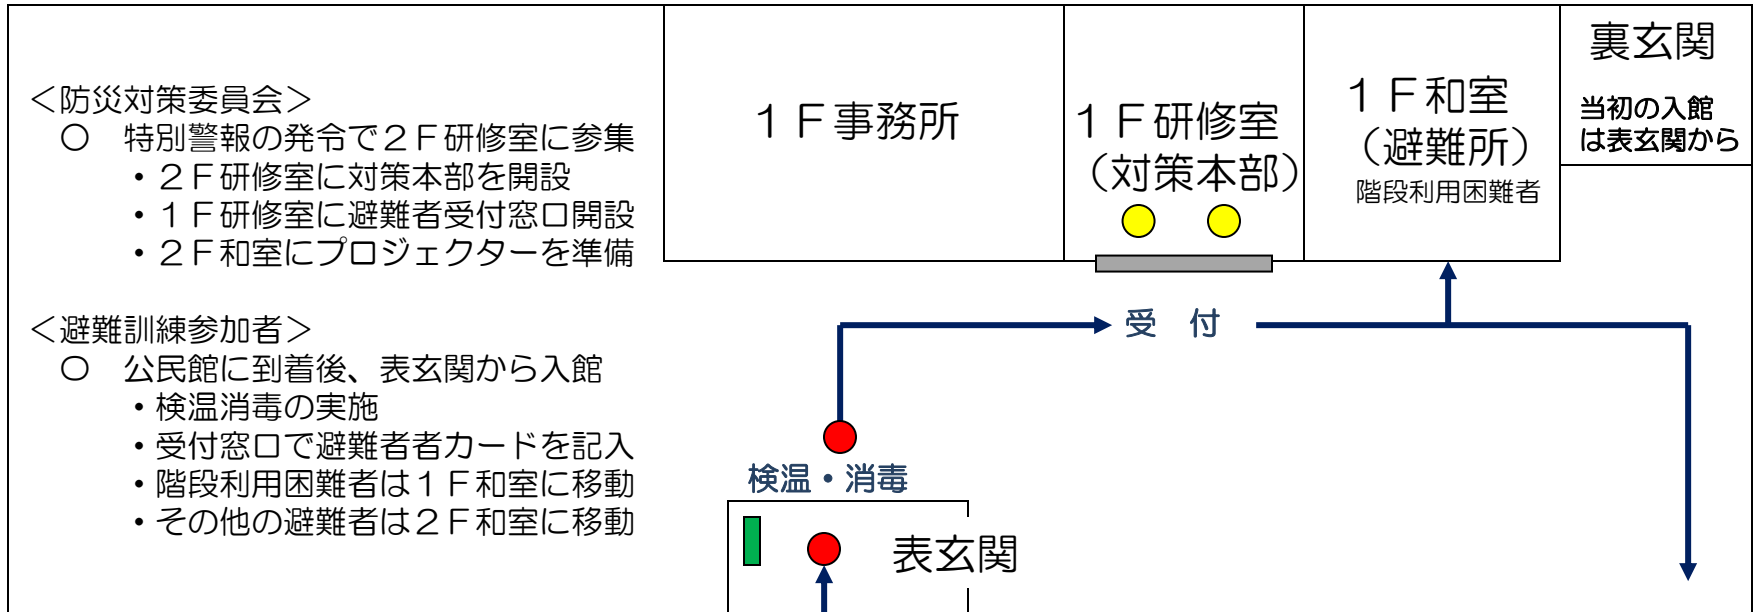 ＜防災対策委員会＞
〇　特別警報の発令で２Ｆ研修室に参集
・２Ｆ研修室に対策本部を開設
・１Ｆ研修室に避難者受付窓口開設
・２Ｆ和室にプロジェクターを準備
＜避難訓練参加者＞
〇　公民館に到着後、表玄関から入館
・検温消毒の実施
・受付窓口で避難者者カードを記入
・階段利用困難者は１Ｆ和室に移動
・その他の避難者は２Ｆ和室に移動
１Ｆ事務所
１Ｆ研修室
（対策本部）
１Ｆ和室
（避難所）
階段利用困難者
裏玄関
当初の入館
は表玄関から
受　付
検温・消毒
表玄関